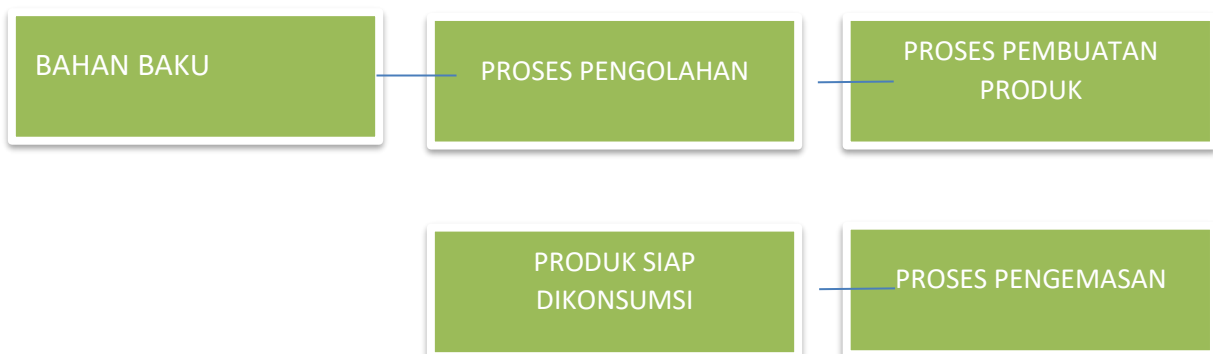 BAHAN BAKU
PROSES PENGOLAHAN
PROSES PEMBUATAN
PRODUK
PRODUK SIAP
DIKONSUMSI
PROSES PENGEMASAN